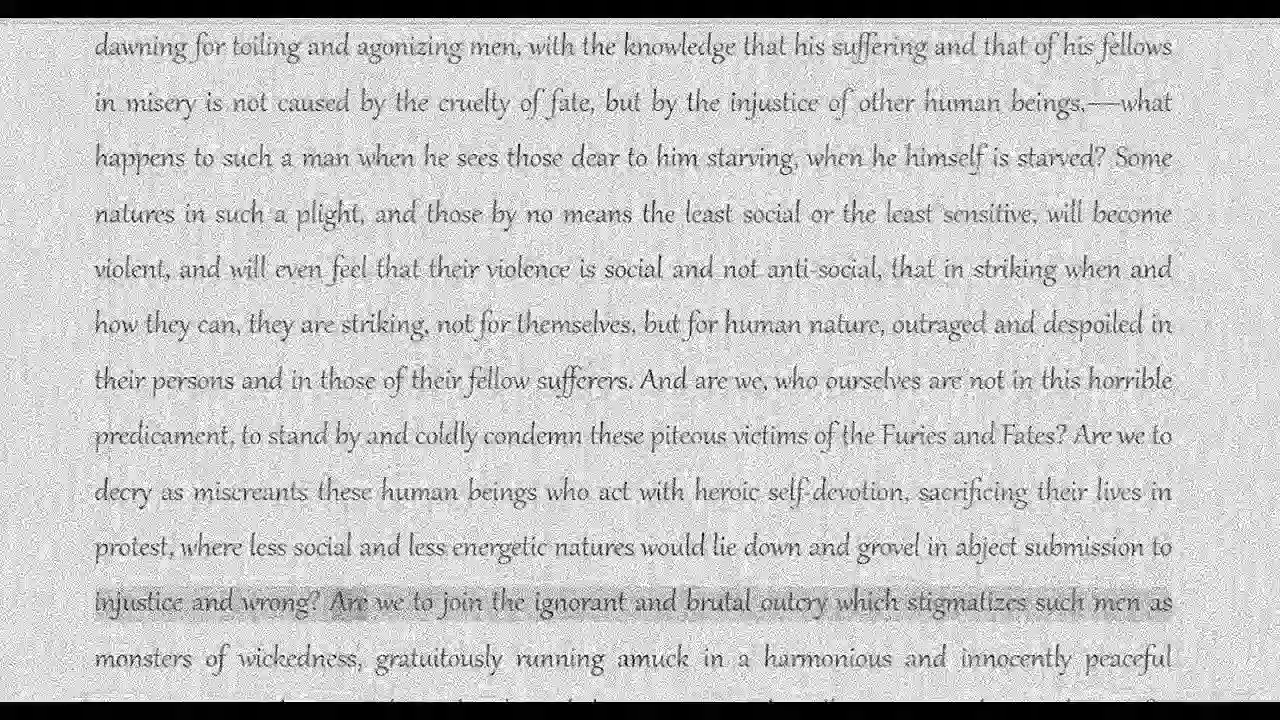 dawning for toiling and agonizing men, with the knowledge that his suffering and that of his fellows
in misery is not caused by the cruelty of fate, but by the injustice of other human beings,—what
happens to such a man when he sees those dear to him starving, when he himself is starved? Some
natures in such a plight, and those by no means the least social or the least sensitive, will become
violent, and will even feel that their violence is social and not anti-social, that in striking when and
how they can, they are striking, not for themselves, but for human nature, outraged and despoiled in
their persons and in those of their fellow sufferers. And are we, who ourselves are not in this horrible
predicament, to stand by and coldly condemn these piteous victims of the Furies and Fates? Are we to
decry as miscreants these human beings who act with heroic self-devotion, sacrificing their lives in
protest, where less social and less energetic natures would lie down and grovel in abject submission to
injustice and wrong? Are we to join the ignorant and brutal outcry which stigmatizes such men as
monsters of wickedness, gratuitously running amuck in a harmonious and innocently peaceful